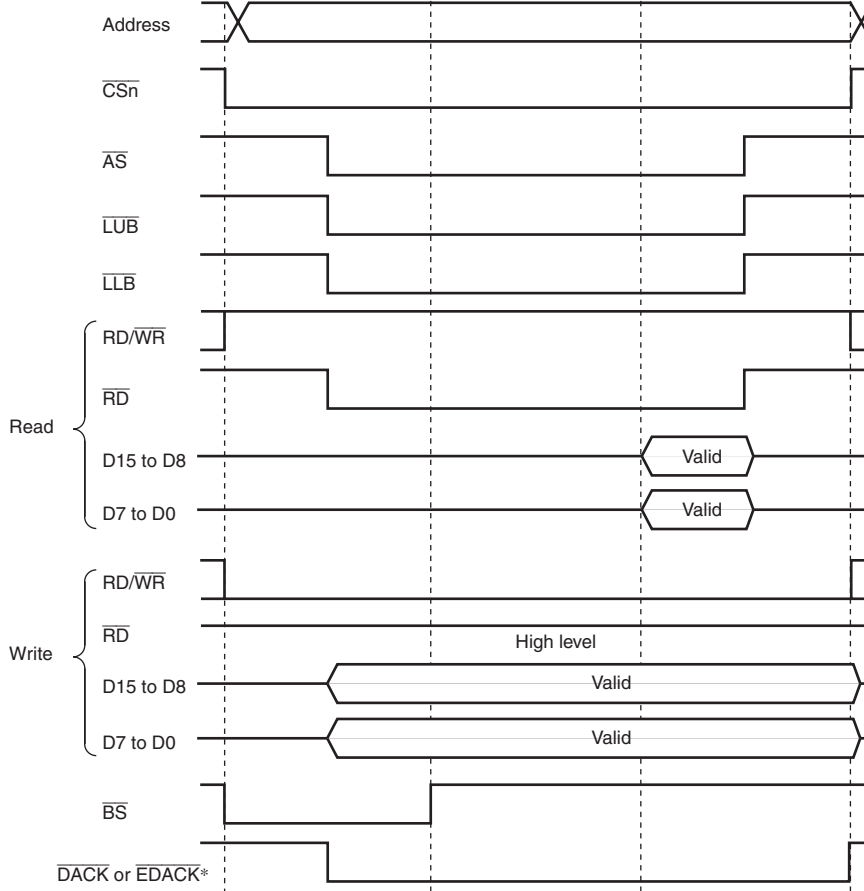 Address
CSn
AS
LUB
LLB
Read
RD/WR
RD
D15 to D8
Valid
D7 to D0
Valid
Write
RD/WR
RD
High level
D15 to D8
Valid
D7 to D0
Valid
BS
DACK or EDACK*